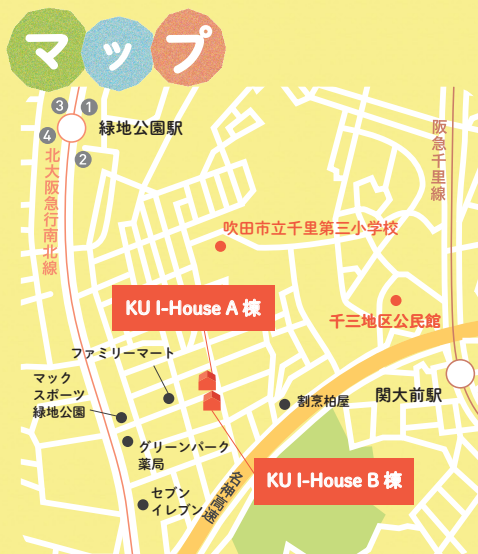 マップ
3
1
緑地公園駅
4
2
北大阪急行南北線
阪急千里線
吹田市立千里第三小学校
KU I-House A 棟
千三地区公民館
ファミリーマート
マック
スポーツ
緑地公園
割烹柏屋
関大前駅
グリーンパーク
薬局
KU I-House B 棟
名神高速
セブン
イレブン